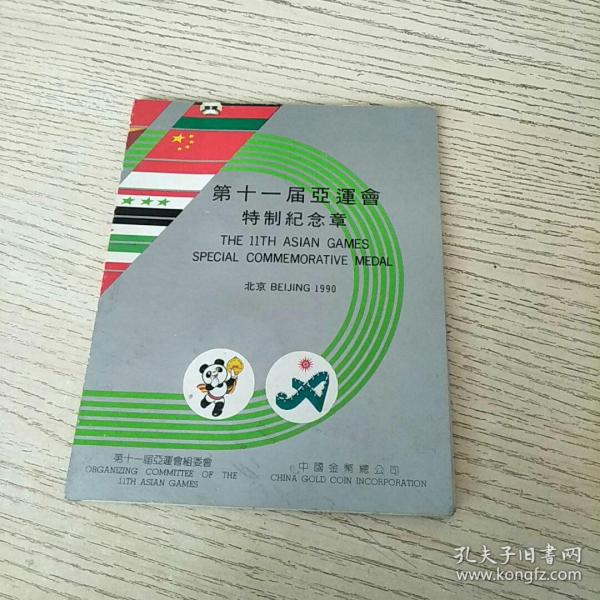 第十一届亞運會
特制紀念章
THE 11TH ASIAN GAMES
SPECIAL COMMEMORATIVE MEDAL
北京 BEIJING 1990
第十一届亞運會組委會
ORGANIZING COMMITTEE OF THE
11TH ASIAN GAMES
中國金幣總公司
CHINA GOLD COIN INCORPORATION
孔夫子旧书网
www.kongfz.com